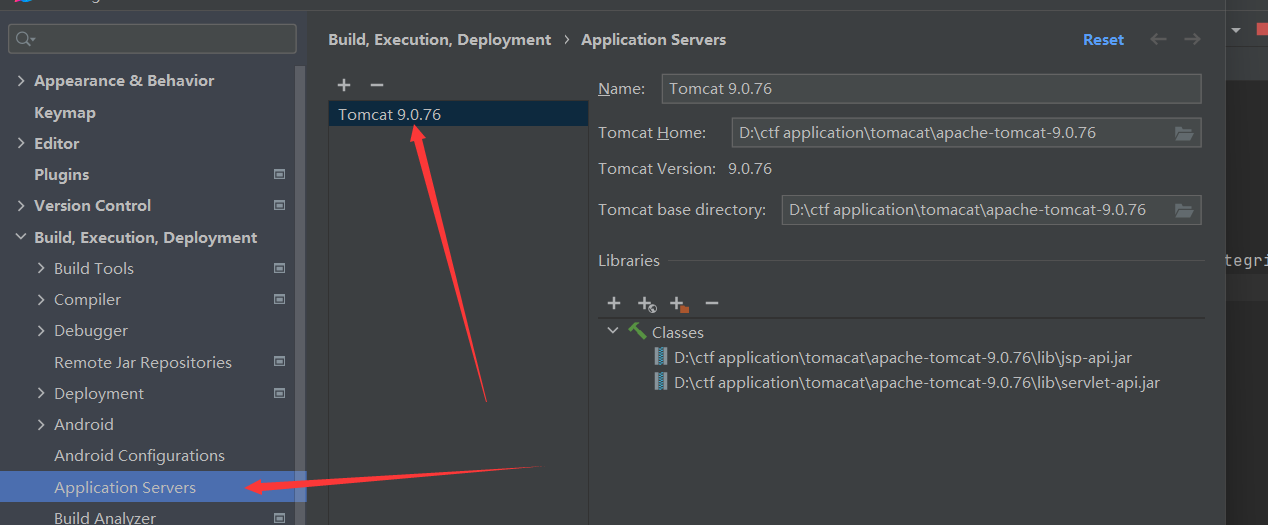 Build, Execution, Deployment › Application Servers
Reset
Appearance & Behavior
Keymap
Editor
Plugins
Version Control
Build, Execution, Deployment
Build Tools
Compiler
Debugger
Remote Jar Repositories
Deployment
Android
Android Configurations
Application Servers
Build Analyzer
Tomcat 9.0.76
Name: Tomcat 9.0.76
Tomcat Home: D:\ctf application\tomacat\apache-tomcat-9.0.76
Tomcat Version: 9.0.76
Tomcat base directory: D:\ctf application\tomacat\apache-tomcat-9.0.76
Libraries
Classes
D:\ctf application\tomacat\apache-tomcat-9.0.76\lib\jsp-api.jar
D:\ctf application\tomacat\apache-tomcat-9.0.76\lib\servlet-api.jar
tegri